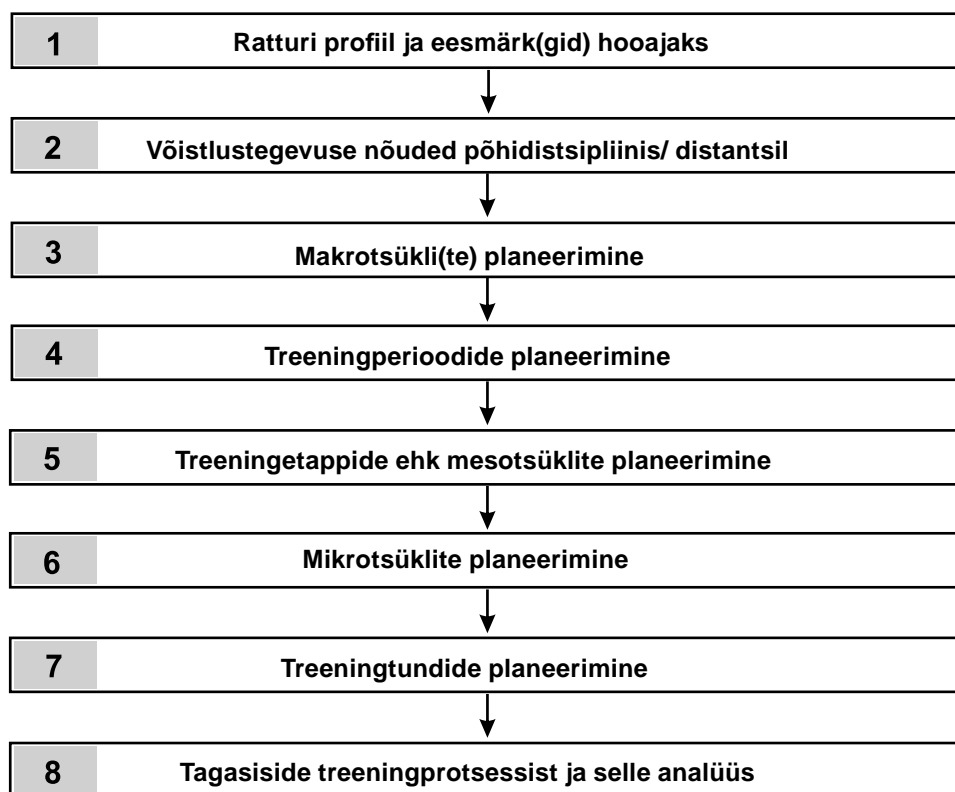 1 Ratturi profiil ja eesmärk(gid) hooajaks
2 Võistlustegevuse nõuded põhidistsipliinis/ distantsil
3 Makrotsükli(te) planeerimine
4 Treeningperioodide planeerimine
5 Treeningetappide ehk mesotsüklite planeerimine
6 Mikrotsüklite planeerimine
7 Treeningtundide planeerimine
8 Tagasiside treeningprotsessist ja selle analüüs